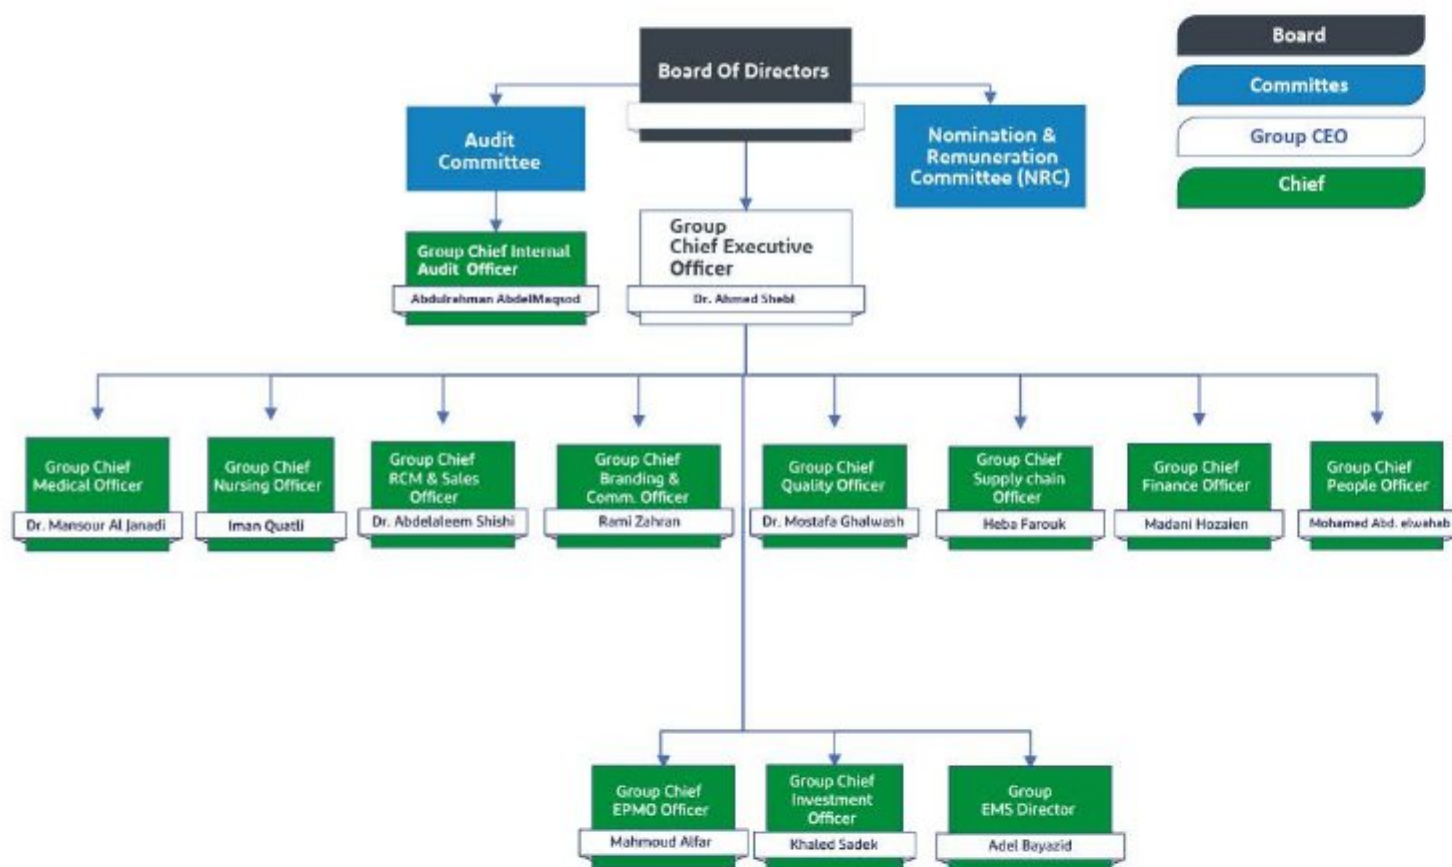 Board Of Directors
Audit
Committee
Nomination &
Remuneration
Committee (NRC)
Board
Committes
Group CEO
Chief
Group Chief Internal
Audit Officer
Abdulrahman AbdelMaqsod
Group
Chief Executive
Officer
Dr. Ahmed Shebl
Group Chief
Medical Officer
Dr. Mansour Al Janadi
Group Chief
Nursing Officer
Iman Quatli
Group Chief
RCM & Sales
Officer
Dr. Abdelaleem Shishi
Group Chief
Branding &
Comm. Officer
Rami Zahran
Group Chief
Quality Officer
Dr. Mostafa Ghalwash
Group Chief
Supply chain
Officer
Heba Farouk
Group Chief
Finance Officer
Madani Hozaien
Group Chief
People Officer
Mohamed Abd. elwahab
Group Chief
EPMO Officer
Mahmoud Alfar
Group Chief
Investment
Officer
Khaled Sadek
Group
EMS Director
Adel Bayazid